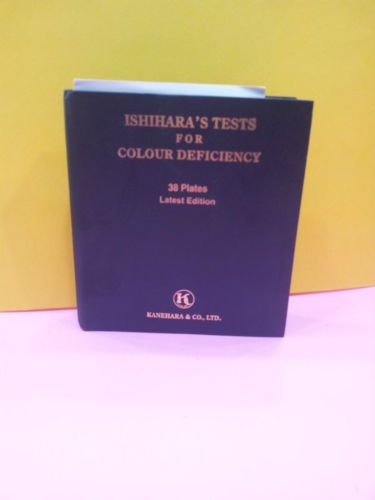 ISHIHARA'S TESTS
FOR
COLOUR DEFICIENCY
38 Plates
Latest Edition
K
KANEHARA & CO., LTD.